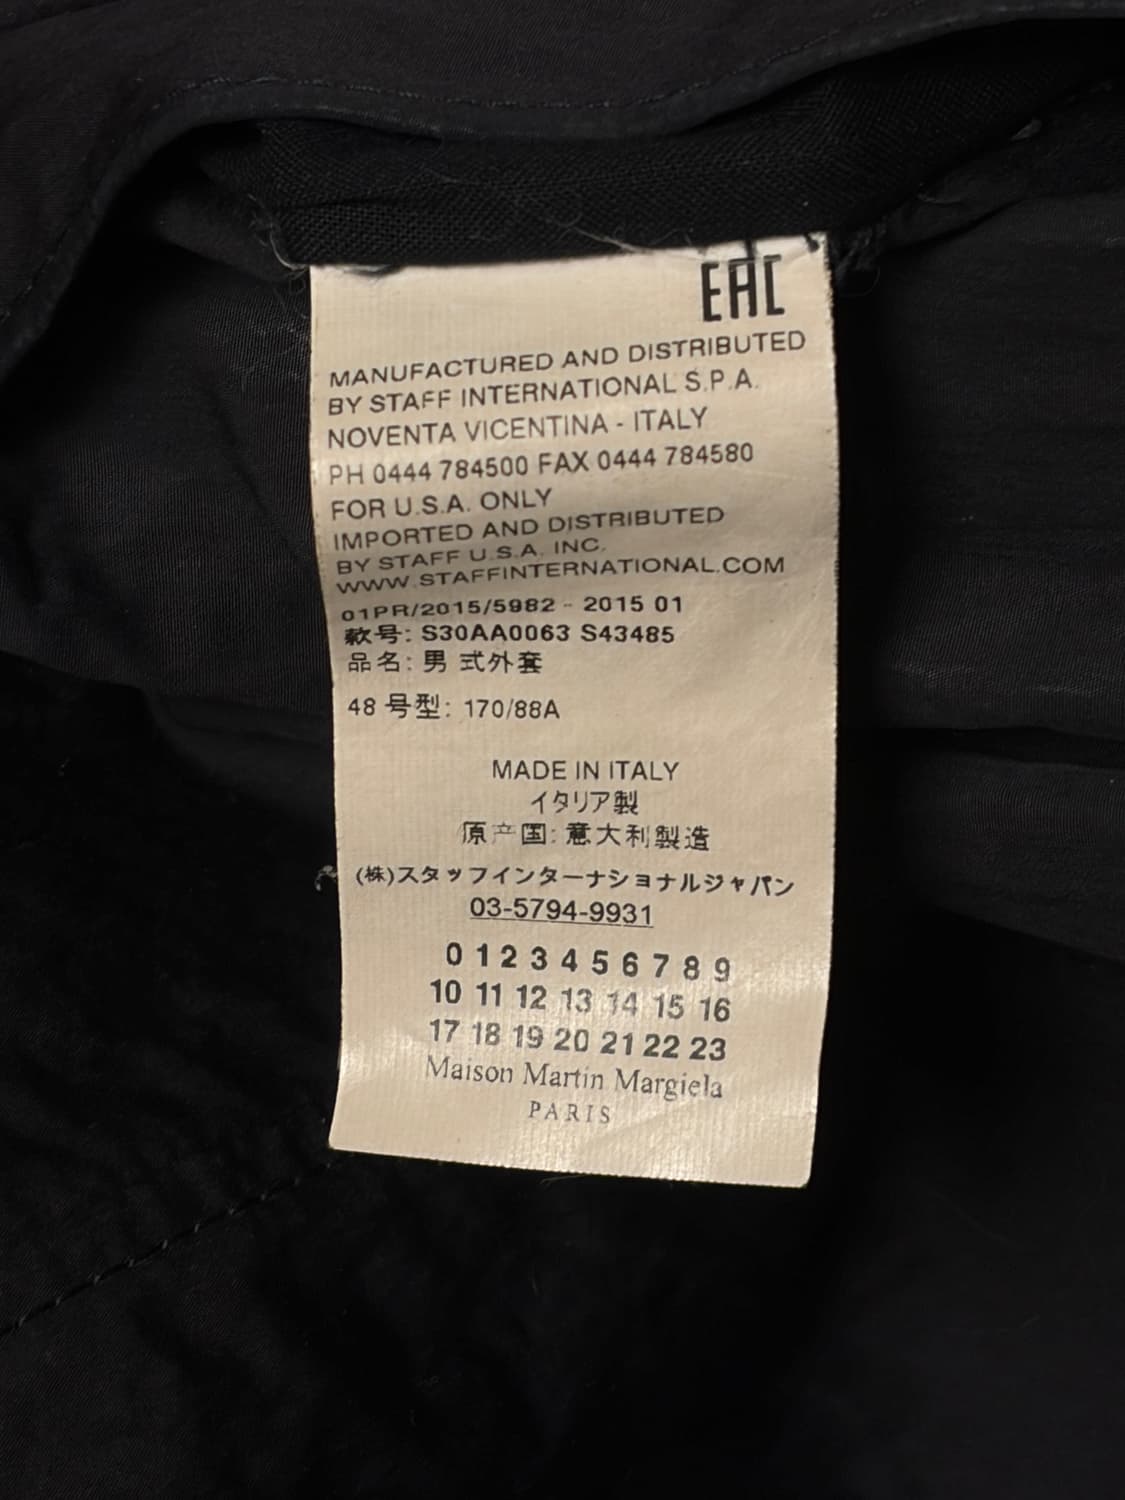 EAC
MANUFACTURED AND DISTRIBUTED
BY STAFF INTERNATIONAL S.P.A.
NOVENTA VICENTINA - ITALY
PH 0444 784500 FAX 0444 784580
FOR U.S.A. ONLY
IMPORTED AND DISTRIBUTED
BY STAFF U.S.A. INC.
WWW.STAFFINTERNATIONAL.COM
01PR/2015/5982 - 2015 01
款号: S30AA0063 S43485
品名: 男 式外套
48 号型: 170/88A
MADE IN ITALY
イタリア製
原产国: 意大利製造
(株)スタッフインターナショナルジャパン
03-5794-9931
0 1 2 3 4 5 6 7 8 9
10 11 12 13 14 15 16
17 18 19 20 21 22 23
Maison Martin Margiela
PARIS